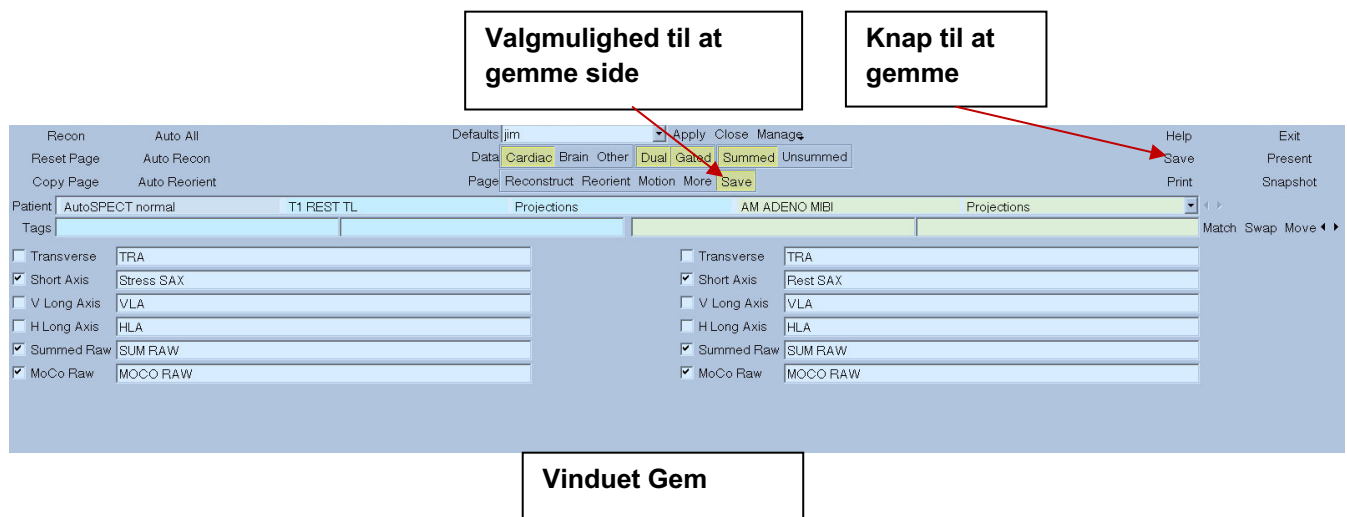 Valgmulighed til at
gemme side
Knap til at
gemme
Recon Auto All Defaults jim Apply Close Manage Help Exit
Reset Page Auto Recon Data Cardiac Brain Other Dual Gated Summed Unsummed Save Present
Copy Page Auto Reorient Page Reconstruct Reorient Motion More Save Print Snapshot
Patient AutoSPECT normal T1 REST TL Projections AM ADENO MIBI Projections
Tags Match Swap Move
Transverse TRA Transverse TRA
Short Axis Stress SAX Short Axis Rest SAX
V Long Axis VLA V Long Axis VLA
H Long Axis HLA H Long Axis HLA
Summed Raw SUM RAW Summed Raw SUM RAW
MoCo Raw MOCO RAW MoCo Raw MOCO RAW
Vinduet Gem